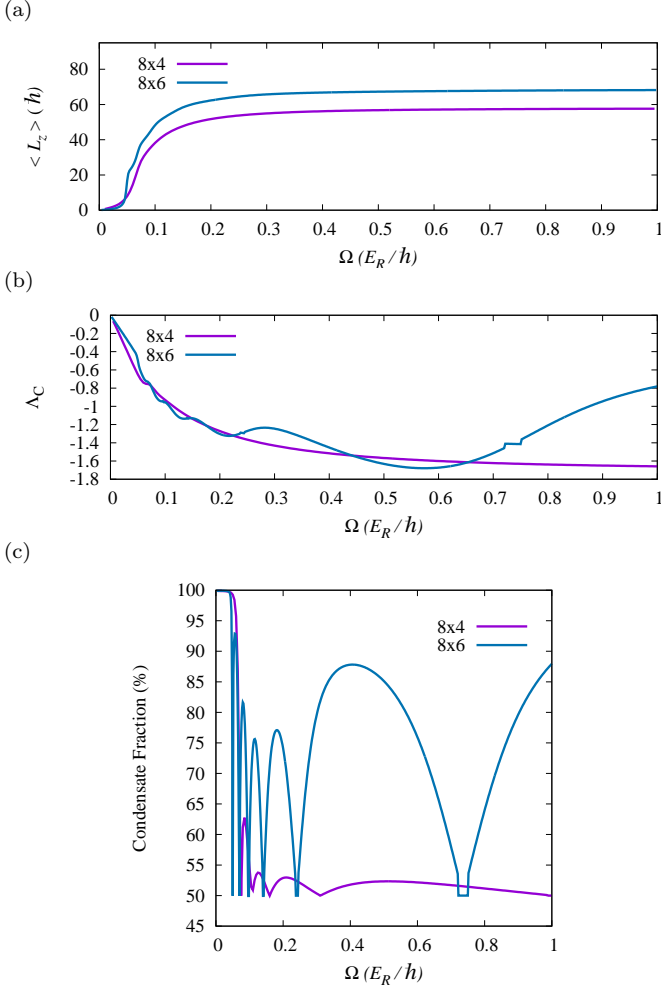 (a)
80
60
40
20
0
< L_z > (ħ)
8x4
8x6
0 0.1 0.2 0.3 0.4 0.5 0.6 0.7 0.8 0.9 1
Ω (E_R/ħ)
(b)
0
-0.2
-0.4
-0.6
-0.8
-1
-1.2
-1.4
-1.6
-1.8
Λ_C
8x4
8x6
0 0.1 0.2 0.3 0.4 0.5 0.6 0.7 0.8 0.9 1
Ω (E_R/ħ)
(c)
100
95
90
85
80
75
70
65
60
55
50
45
Condensate Fraction (%)
8x4
8x6
0 0.2 0.4 0.6 0.8 1
Ω (E_R/ħ)